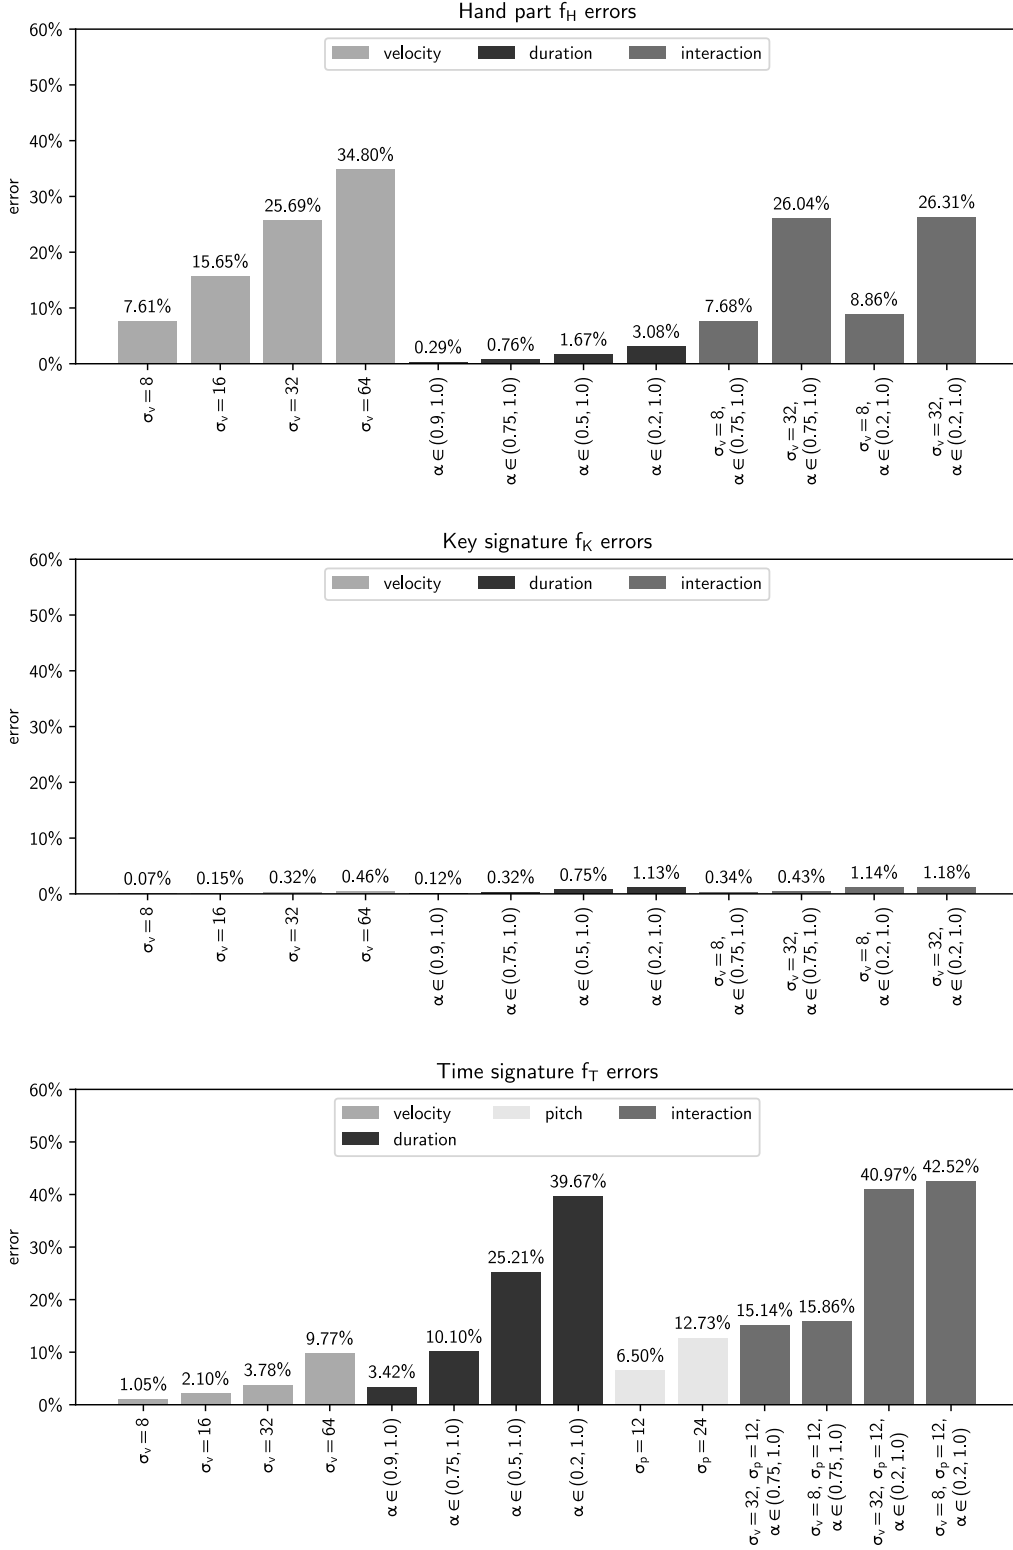 Hand part f_H errors
60%
50%
40%
30%
20%
10%
0%
error
velocity duration interaction
7.61% 15.65% 25.69% 34.80% 0.29% 0.76% 1.67% 3.08% 7.68% 26.04% 8.86% 26.31%
σ_v = 8
σ_v = 16
σ_v = 32
σ_v = 64
α ∈ (0.9, 1.0)
α ∈ (0.75, 1.0)
α ∈ (0.5, 1.0)
α ∈ (0.2, 1.0)
σ_v = 8,
α ∈ (0.75, 1.0)
σ_v = 32,
α ∈ (0.75, 1.0)
σ_v = 8,
α ∈ (0.2, 1.0)
σ_v = 32,
α ∈ (0.2, 1.0)
Key signature f_K errors
60%
50%
40%
30%
20%
10%
0%
error
velocity duration interaction
0.07% 0.15% 0.32% 0.46% 0.12% 0.32% 0.75% 1.13% 0.34% 0.43% 1.14% 1.18%
σ_v = 8
σ_v = 16
σ_v = 32
σ_v = 64
α ∈ (0.9, 1.0)
α ∈ (0.75, 1.0)
α ∈ (0.5, 1.0)
α ∈ (0.2, 1.0)
σ_v = 8,
α ∈ (0.75, 1.0)
σ_v = 32,
α ∈ (0.75, 1.0)
σ_v = 8,
α ∈ (0.2, 1.0)
σ_v = 32,
α ∈ (0.2, 1.0)
Time signature f_T errors
60%
50%
40%
30%
20%
10%
0%
error
velocity pitch interaction
duration
1.05% 2.10% 3.78% 9.77% 3.42% 10.10% 25.21% 39.67% 6.50% 12.73% 15.14% 15.86% 40.97% 42.52%
σ_v = 8
σ_v = 16
σ_v = 32
σ_v = 64
α ∈ (0.9, 1.0)
α ∈ (0.75, 1.0)
α ∈ (0.5, 1.0)
α ∈ (0.2, 1.0)
σ_p = 12
σ_p = 24
σ_v = 32, σ_p = 12,
α ∈ (0.75, 1.0)
σ_v = 8, σ_p = 12,
α ∈ (0.75, 1.0)
σ_v = 32, σ_p = 12,
α ∈ (0.2, 1.0)
σ_v = 8, σ_p = 12,
α ∈ (0.2, 1.0)